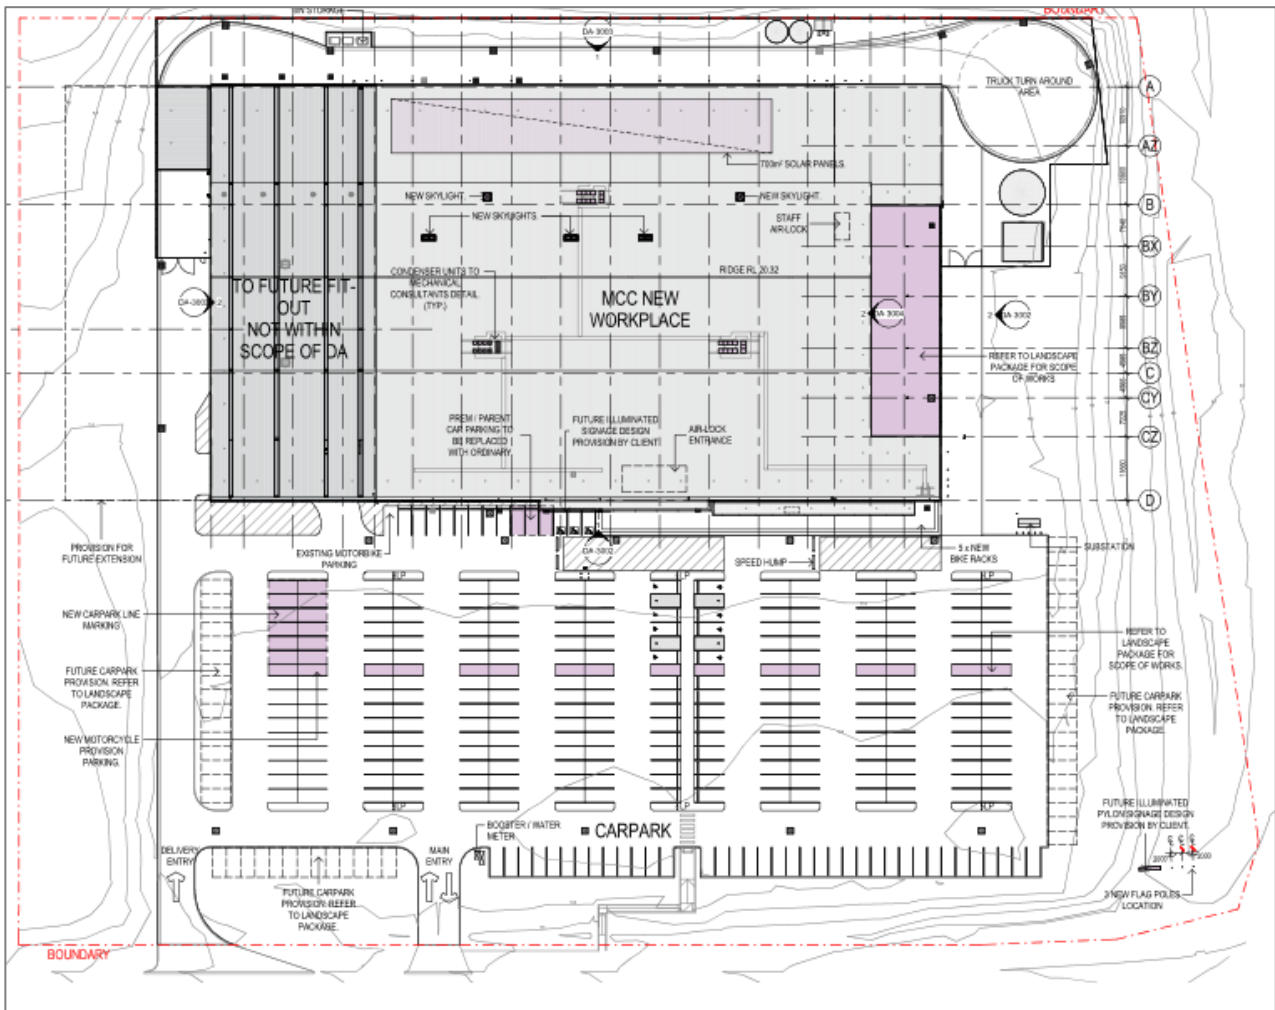 BIN STORAGE
DA-3003
1
BOUNDARY
TRUCK TURN AROUND
AREA
A
AZ
B
BX
BY
BZ
C
CY
CZ
D
700m² SOLAR PANELS.
NEW SKYLIGHT.
NEW SKYLIGHT.
NEW SKYLIGHTS.
STAFF
AIR-LOCK
CONDENSER UNITS TO
MECHANICAL
CONSULTANTS DETAIL
(TYP.)
RIDGE RL 20.32
TO FUTURE FIT-
OUT
NOT WITHIN
SCOPE OF DA
MCC NEW
WORKPLACE
2
DA-3004
2
DA-3002
REFER TO LANDSCAPE
PACKAGE FOR SCOPE
OF WORKS
PREM / PARENT
CAR PARKING TO
BE REPLACED
WITH ORDINARY.
FUTURE ILLUMINATED
SIGNAGE DESIGN
PROVISION BY CLIENT.
AIR-LOCK
ENTRANCE
PROVISION FOR
FUTURE EXTENSION
EXISTING MOTORBIKE
PARKING
DA-3002
SPEED HUMP
5 x NEW
BIKE RACKS
SUBSTATION
NEW CARPARK LINE
MARKING
FUTURE CARPARK
PROVISION. REFER
TO LANDSCAPE
PACKAGE.
NEW MOTORCYCLE
PROVISION
PARKING.
REFER TO
LANDSCAPE
PACKAGE FOR
SCOPE OF WORKS.
FUTURE CARPARK
PROVISION. REFER
TO LANDSCAPE
PACKAGE.
FUTURE ILLUMINATED
PYLON SIGNAGE DESIGN
PROVISION BY CLIENT.
2000
2000
3 NEW FLAG POLES
LOCATION
BOOSTER / WATER
METER
CARPARK
DELIVERY
ENTRY
MAIN
ENTRY
FUTURE CARPARK
PROVISION. REFER
TO LANDSCAPE
PACKAGE.
BOUNDARY